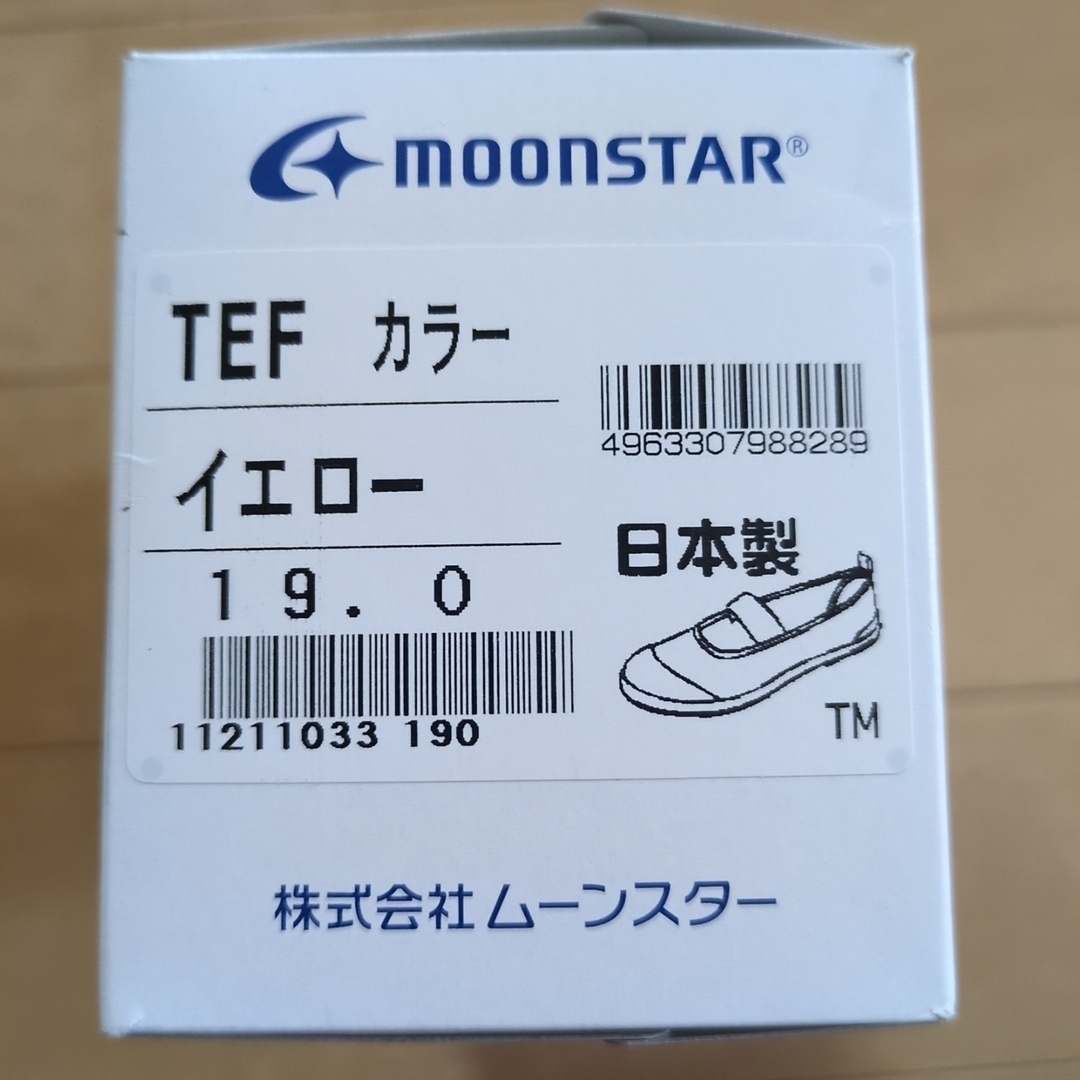 MOONSTAR®
TEF カラー
4963307988289
イエロー
日本製
19.0
11211033 190
TM
株式会社ムーンスター